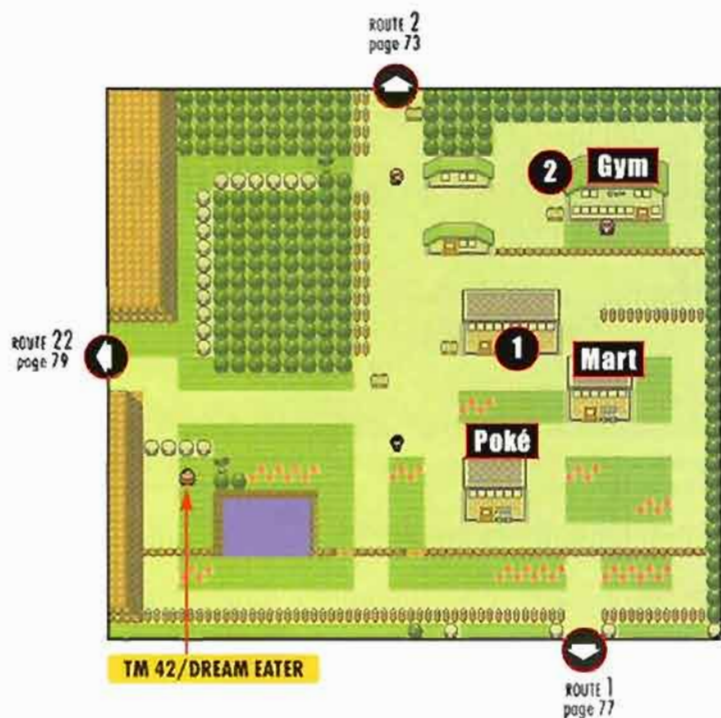 ROUTE 2
page 73
2
Gym
GYM
ROUTE 22
page 79
1
Mart
Poké
TM 42/DREAM EATER
ROUTE 1
page 77